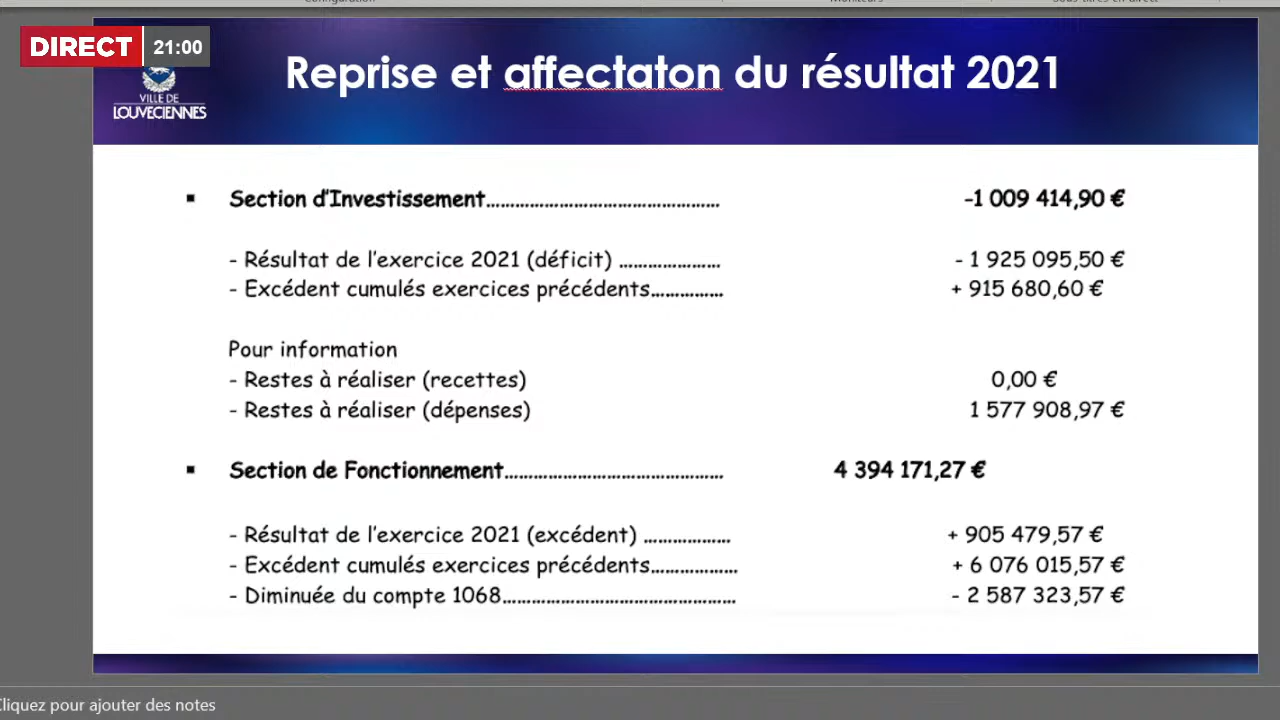 DIRECT 21:00
VILLE DE
LOUVECIENNES
Reprise et affectaton du résultat 2021
▪ Section d'Investissement…………………………………………… -1 009 414,90 €
- Résultat de l'exercice 2021 (déficit) ………………… - 1 925 095,50 €
- Excédent cumulés exercices précédents…………… + 915 680,60 €
Pour information
- Restes à réaliser (recettes) 0,00 €
- Restes à réaliser (dépenses) 1 577 908,97 €
▪ Section de Fonctionnement……………………………………… 4 394 171,27 €
- Résultat de l'exercice 2021 (excédent) ……………… + 905 479,57 €
- Excédent cumulés exercices précédents……………… + 6 076 015,57 €
- Diminuée du compte 1068………………………………………… - 2 587 323,57 €
Cliquez pour ajouter des notes